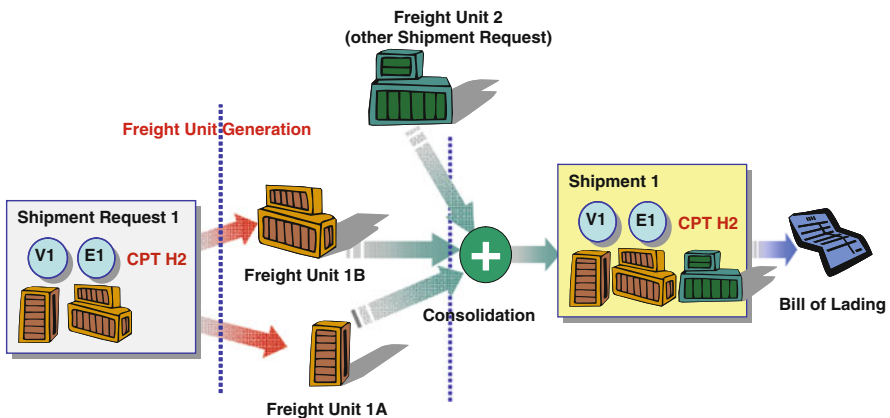 Freight Unit 2
(other Shipment Request)
Freight Unit Generation
Shipment Request 1
V1
E1
CPT H2
Freight Unit 1B
Freight Unit 1A
Consolidation
Shipment 1
V1
E1
CPT H2
Bill of Lading